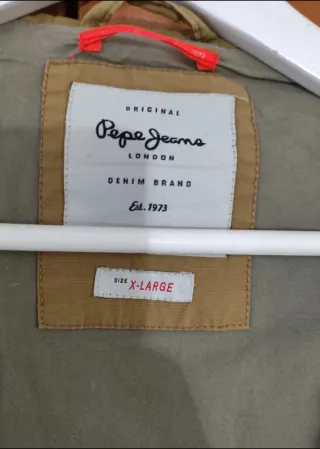 ORIGINAL
Pepe Jeans
LONDON
DENIM BRAND
Est. 1973
SIZE X-LARGE